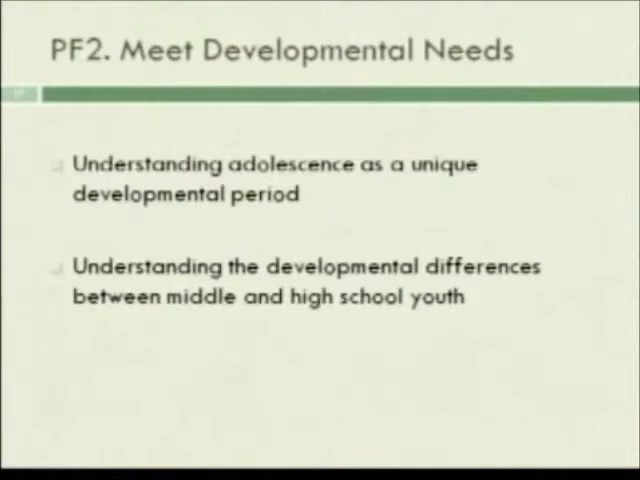 PF2. Meet Developmental Needs
Understanding adolescence as a unique
developmental period
Understanding the developmental differences
between middle and high school youth